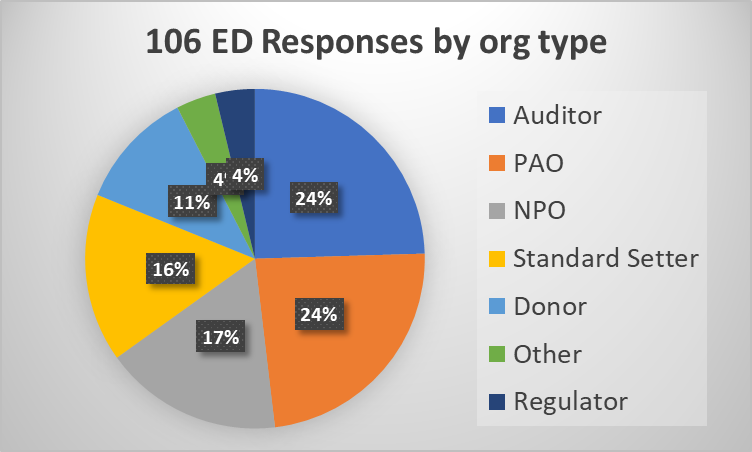 106 ED Responses by org type
Auditor
PAO
NPO
Standard Setter
Donor
Other
Regulator
24%
24%
17%
16%
11%
4%